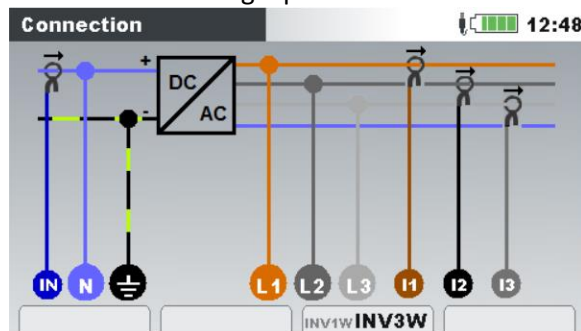 Connection 12:48
+
DC
-
AC
IN N L1 L2 L3 I1 I2 I3
INV1W INV3W